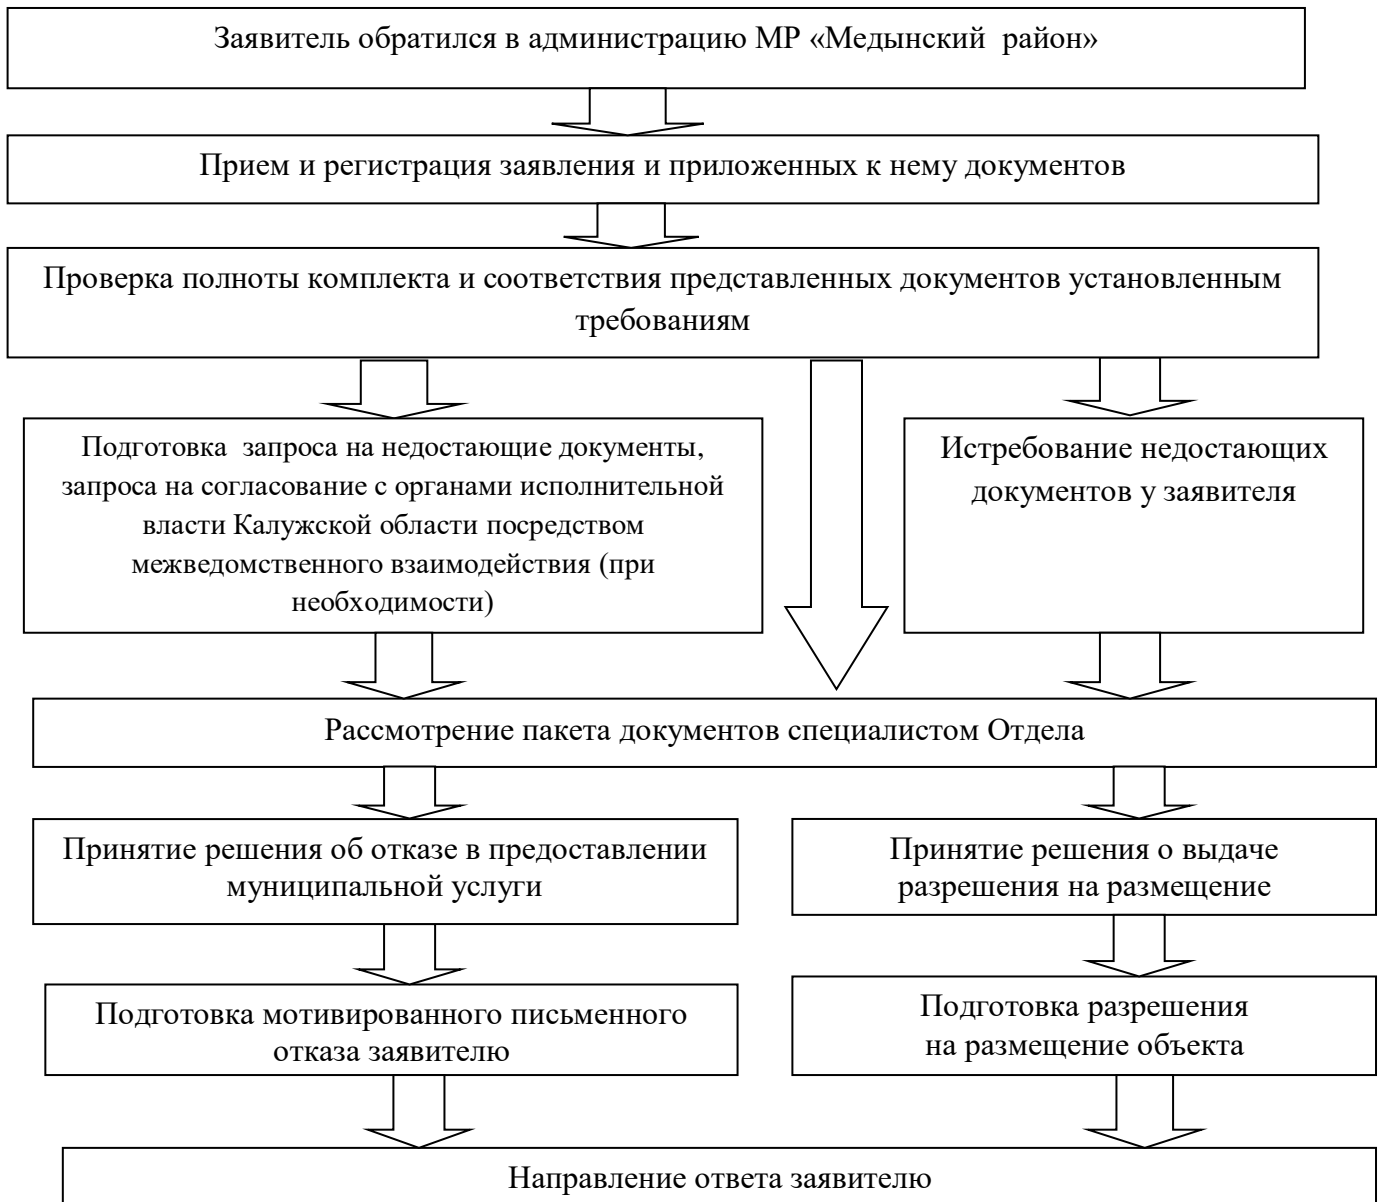 Заявитель обратился в администрацию МР «Медынский  район»
Прием и регистрация заявления и приложенных к нему документов
Проверка полноты комплекта и соответствия представленных документов установленным
требованиям
Подготовка  запроса на недостающие документы,
запроса на согласование с органами исполнительной
власти Калужской области посредством
межведомственного взаимодействия (при
необходимости)
Истребование недостающих
документов у заявителя
Рассмотрение пакета документов специалистом Отдела
Принятие решения об отказе в предоставлении
муниципальной услуги
Принятие решения о выдаче
разрешения на размещение
Подготовка мотивированного письменного
отказа заявителю
Подготовка разрешения
на размещение объекта
Направление ответа заявителю